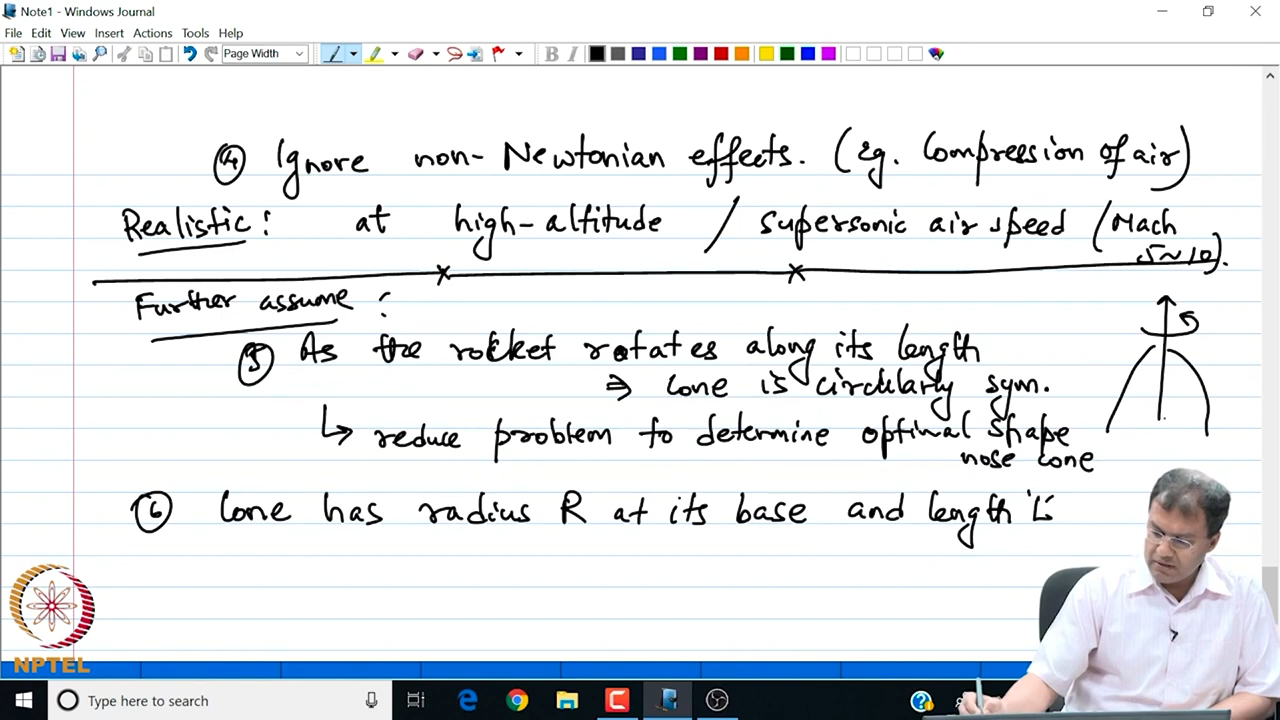 Note1 - Windows Journal
File Edit View Insert Actions Tools Help
Page Width
B I
④ Ignore non-Newtonian effects. (eg. Compression of air)
Realistic: at high-altitude / supersonic air speed (Mach
5~10).
Further assume:
⑤ As the rocket rotates along its length
⇒ Cone is circularly sym.
↳ reduce problem to determine optimal shape
nose cone
⑥ Cone has radius R at its base and length 'L'
NPTEL
Type here to search